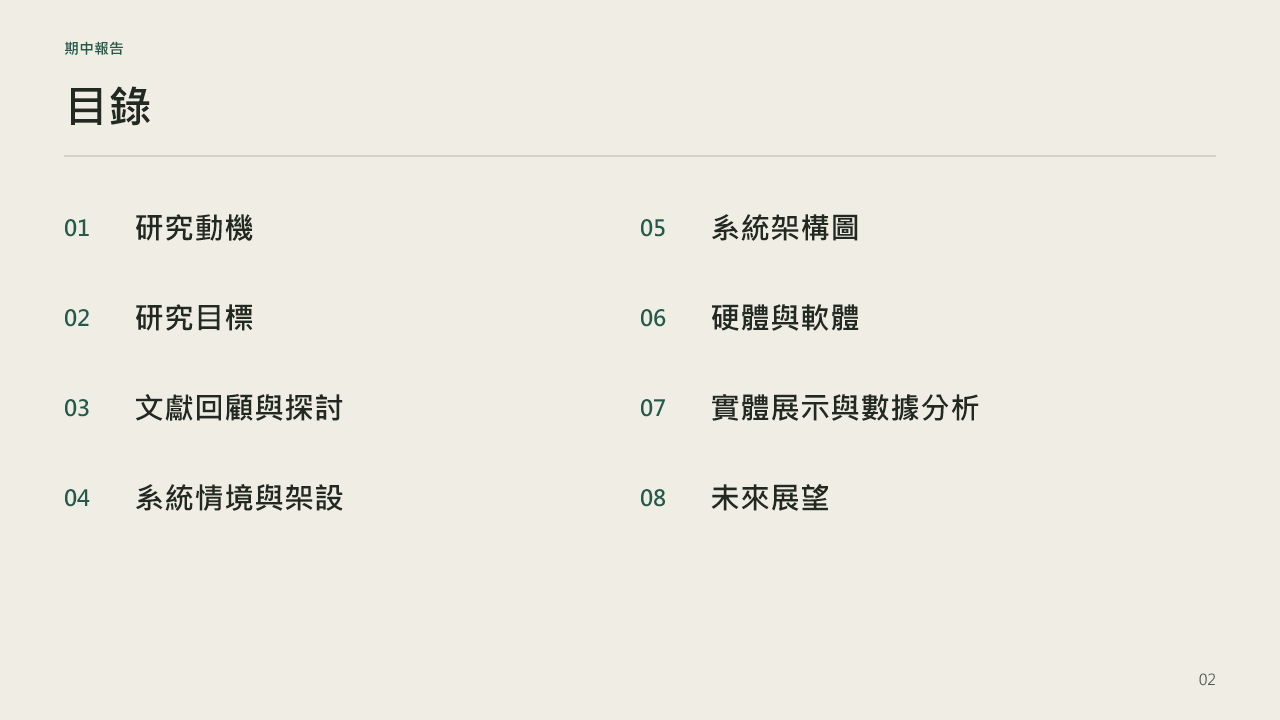 期中報告
目錄
01 研究動機
02 研究目標
03 文獻回顧與探討
04 系統情境與架設
05 系統架構圖
06 硬體與軟體
07 實體展示與數據分析
08 未來展望
02